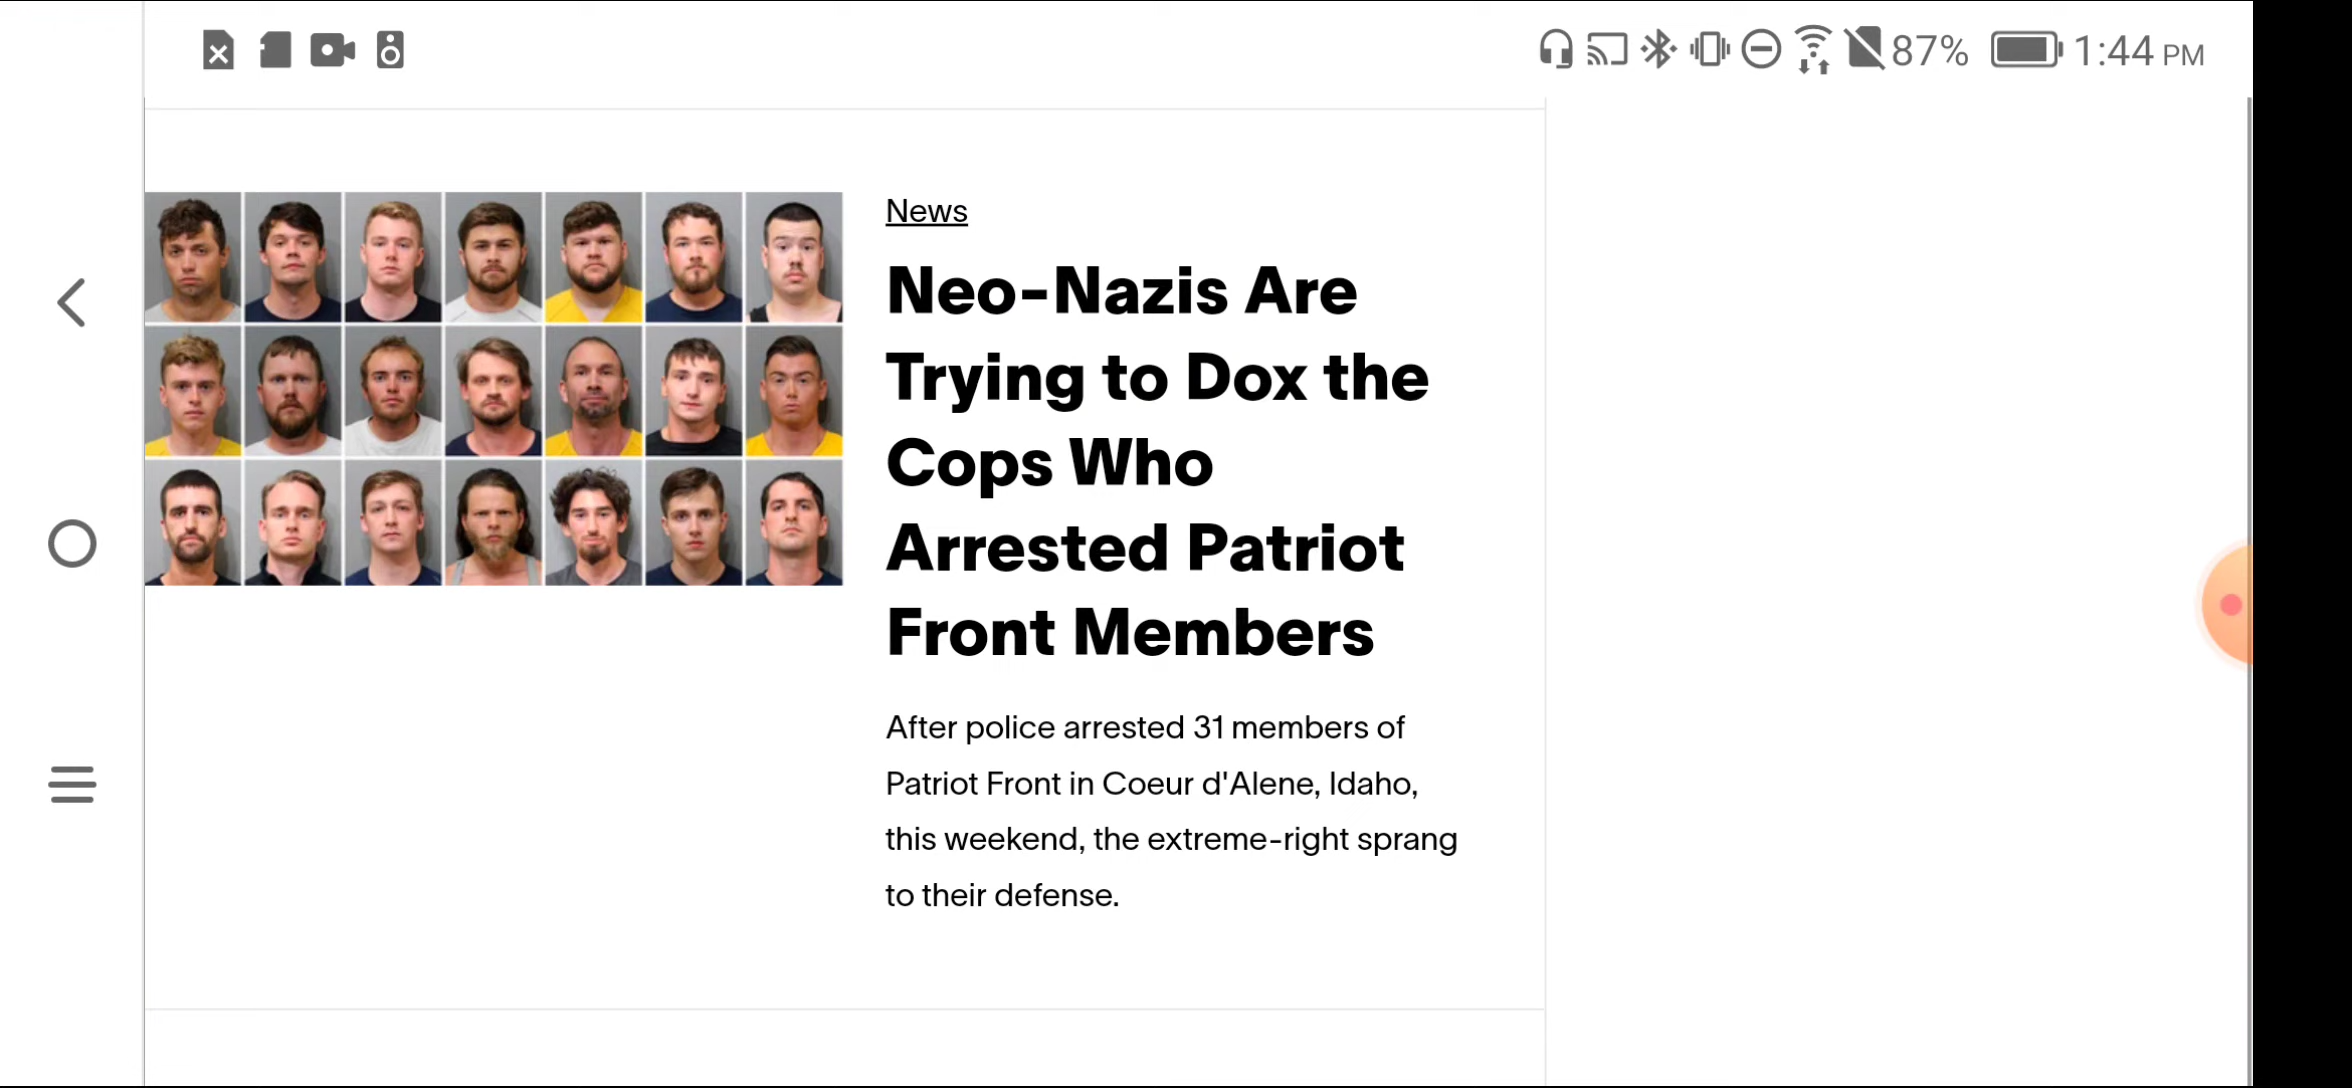 87% 1:44 PM
News
Neo-Nazis Are
Trying to Dox the
Cops Who
Arrested Patriot
Front Members
After police arrested 31 members of
Patriot Front in Coeur d'Alene, Idaho,
this weekend, the extreme-right sprang
to their defense.